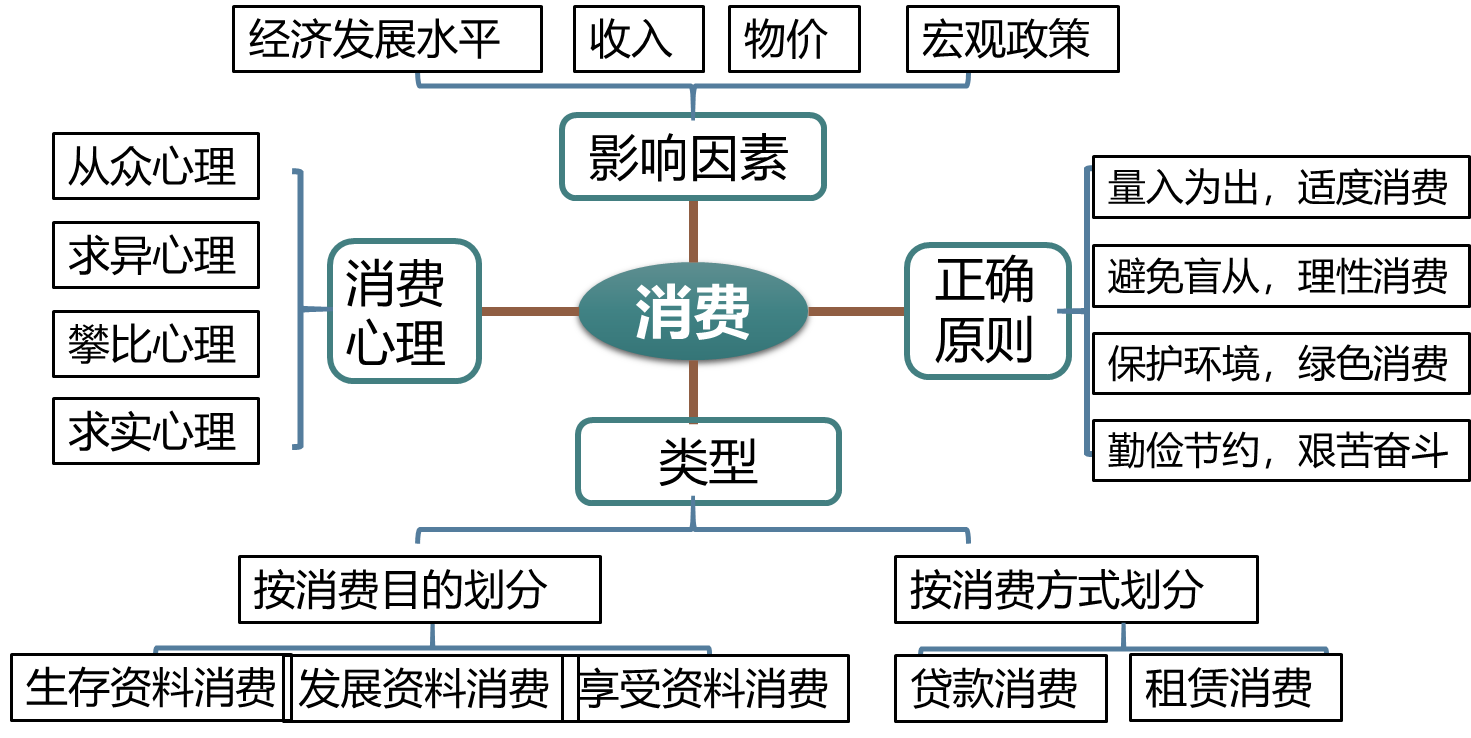 经济发展水平
收入
物价
宏观政策
影响因素
从众心理
求异心理
攀比心理
求实心理
消费
心理
消费
正确
原则
量入为出，适度消费
避免盲从，理性消费
保护环境，绿色消费
勤俭节约，艰苦奋斗
类型
按消费目的划分
按消费方式划分
生存资料消费
发展资料消费
享受资料消费
贷款消费
租赁消费